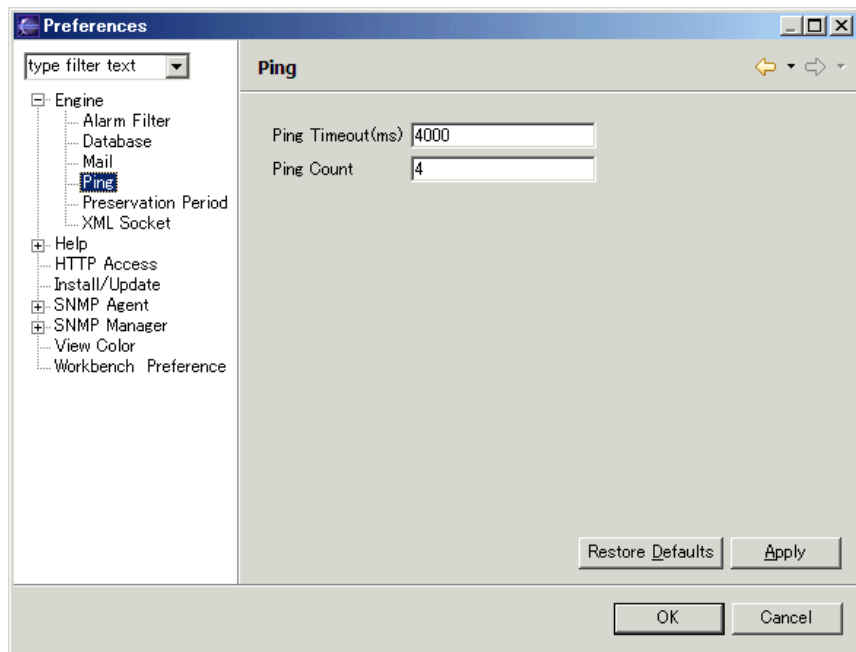 Preferences
type filter text
Ping
Engine
Alarm Filter
Database
Mail
Ping
Preservation Period
XML Socket
Help
HTTP Access
Install/Update
SNMP Agent
SNMP Manager
View Color
Workbench Preference
Ping Timeout(ms) 4000
Ping Count 4
Restore Defaults Apply
OK Cancel